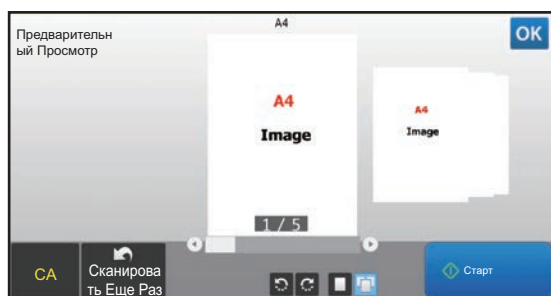 A4
Предварительн
ый Просмотр
OK
A4
Image
A4
Image
1 / 5
CA
Сканирова
ть Еще Раз
Старт